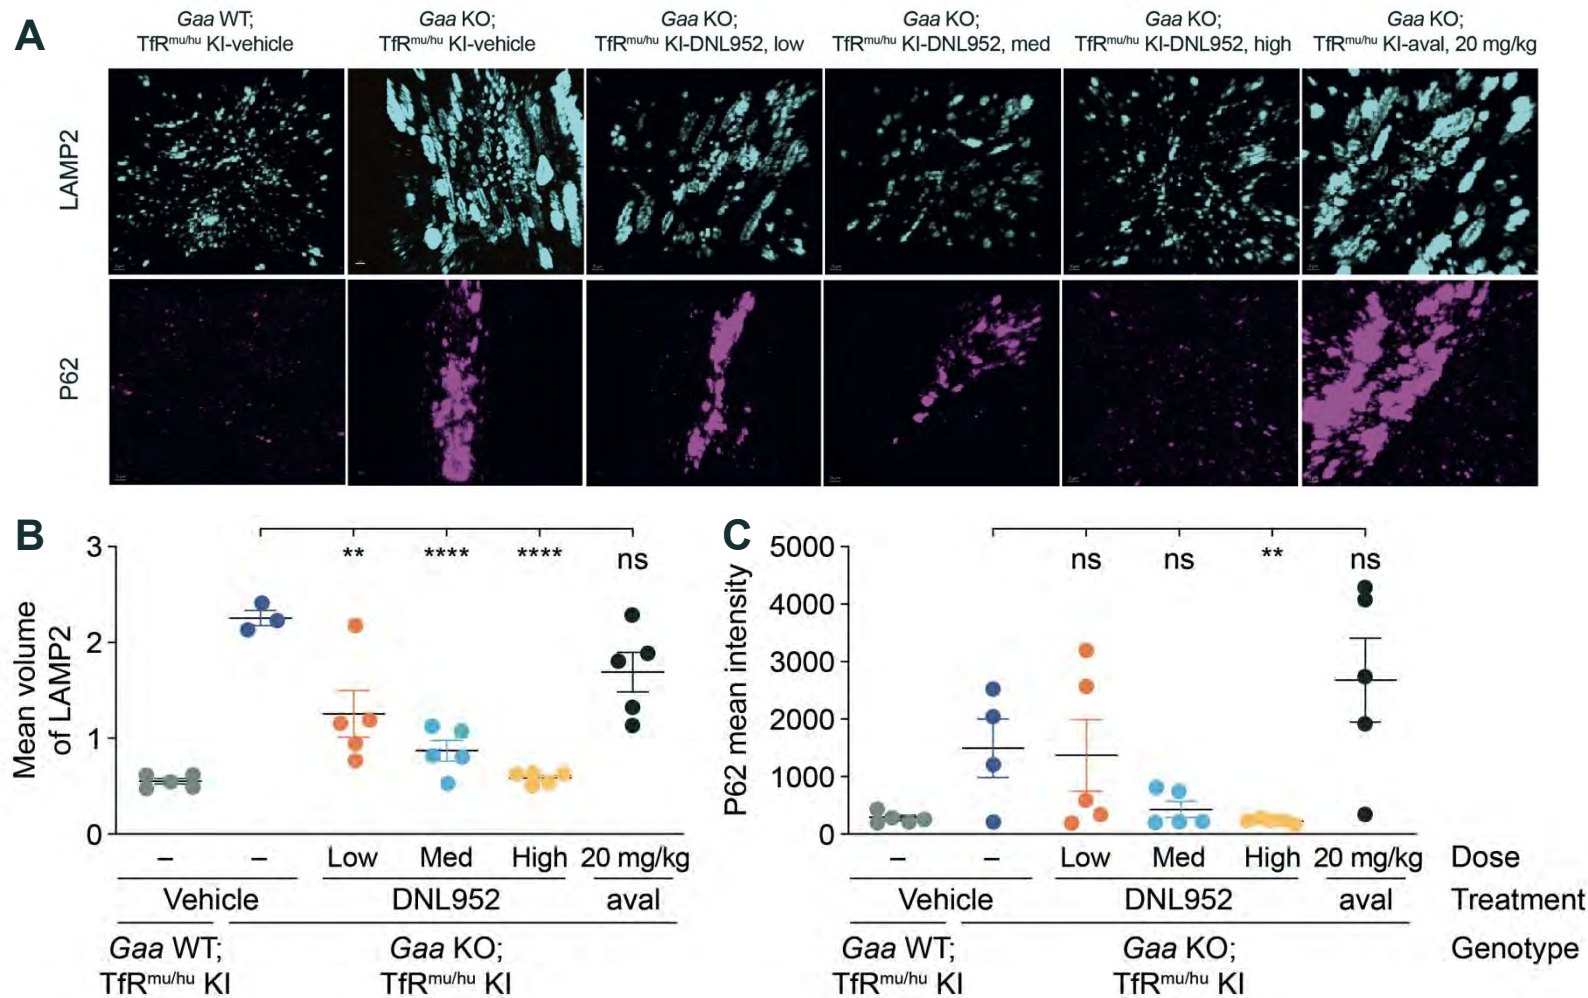 A
Gaa WT;
TfRmu/hu KI-vehicle
Gaa KO;
TfRmu/hu KI-vehicle
Gaa KO;
TfRmu/hu KI-DNL952, low
Gaa KO;
TfRmu/hu KI-DNL952, med
Gaa KO;
TfRmu/hu KI-DNL952, high
Gaa KO;
TfRmu/hu KI-aval, 20 mg/kg
LAMP2
P62
B
Mean volume
of LAMP2
3
2
1
0
** **** **** ns
– – Low Med High 20 mg/kg
Vehicle DNL952 aval
Gaa WT; Gaa KO;
TfRmu/hu KI TfRmu/hu KI
C
P62 mean intensity
5000
4000
3000
2000
1000
0
ns ns ** ns
– – Low Med High 20 mg/kg Dose
Vehicle DNL952 aval Treatment
Gaa WT; Gaa KO; Genotype
TfRmu/hu KI TfRmu/hu KI